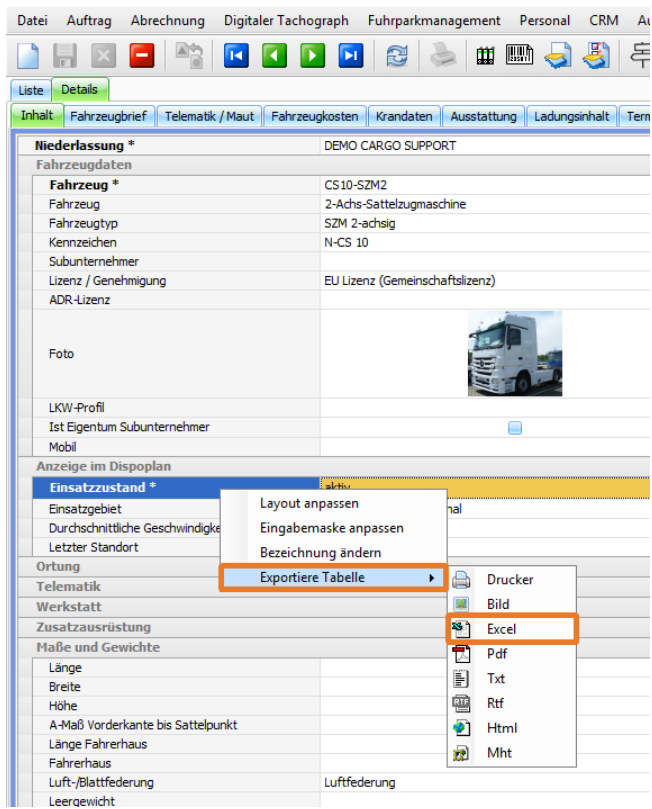 Datei Auftrag Abrechnung Digitaler Tachograph Fuhrparkmanagement Personal CRM
Liste Details
Inhalt Fahrzeugbrief Telematik / Maut Fahrzeugkosten Krandaten Ausstattung Ladungsinhalt
Niederlassung * DEMO CARGO SUPPORT
Fahrzeugdaten
Fahrzeug * CS10-SZM2
Fahrzeug 2-Achs-Sattelzugmaschine
Fahrzeugtyp SZM 2-achsig
Kennzeichen N-CS 10
Subunternehmer
Lizenz / Genehmigung EU Lizenz (Gemeinschaftslizenz)
ADR-Lizenz
Foto
LKW-Profil
Ist Eigentum Subunternehmer
Mobil
Anzeige im Dispoplan
Einsatzzustand * aktiv
Layout anpassen
Einsatzgebiet nal
Eingabemaske anpassen
Durchschnittliche Geschwindigke
Letzter Standort
Bezeichnung ändern
Ortung
Exportiere Tabelle Drucker
Telematik
Werkstatt Bild
Zusatzausrüstung Excel
Maße und Gewichte Pdf
Länge
Breite Txt
Höhe Rtf
A-Maß Vorderkante bis Sattelpunkt
Länge Fahrerhaus Html
Fahrerhaus Mht
Luft-/Blattfederung Luftfederung
Leergewicht